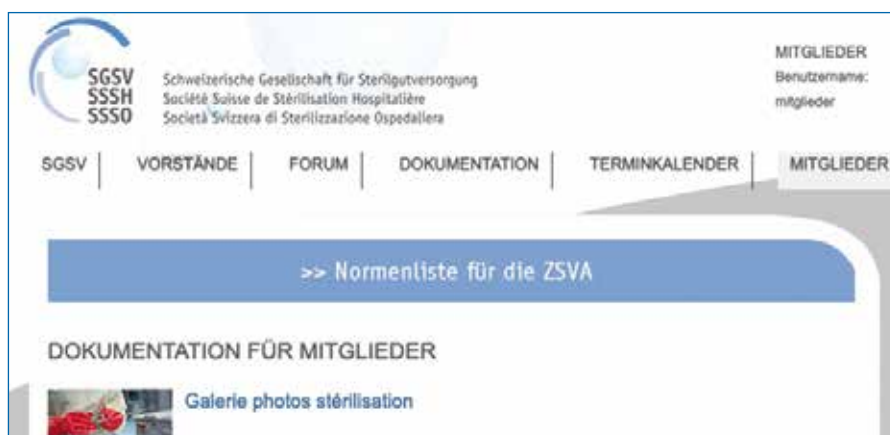 SGSV
SSSH
SSSO
Schweizerische Gesellschaft für Sterilgutversorgung
Société Suisse de Stérilisation Hospitalière
Società Svizzera di Sterilizzazione Ospedaliera
MITGLIEDER
Benutzername:
mitglieder
SGSV VORSTÄNDE FORUM DOKUMENTATION TERMINKALENDER MITGLIEDER
>> Normenliste für die ZSVA
DOKUMENTATION FÜR MITGLIEDER
Galerie photos stérilisation